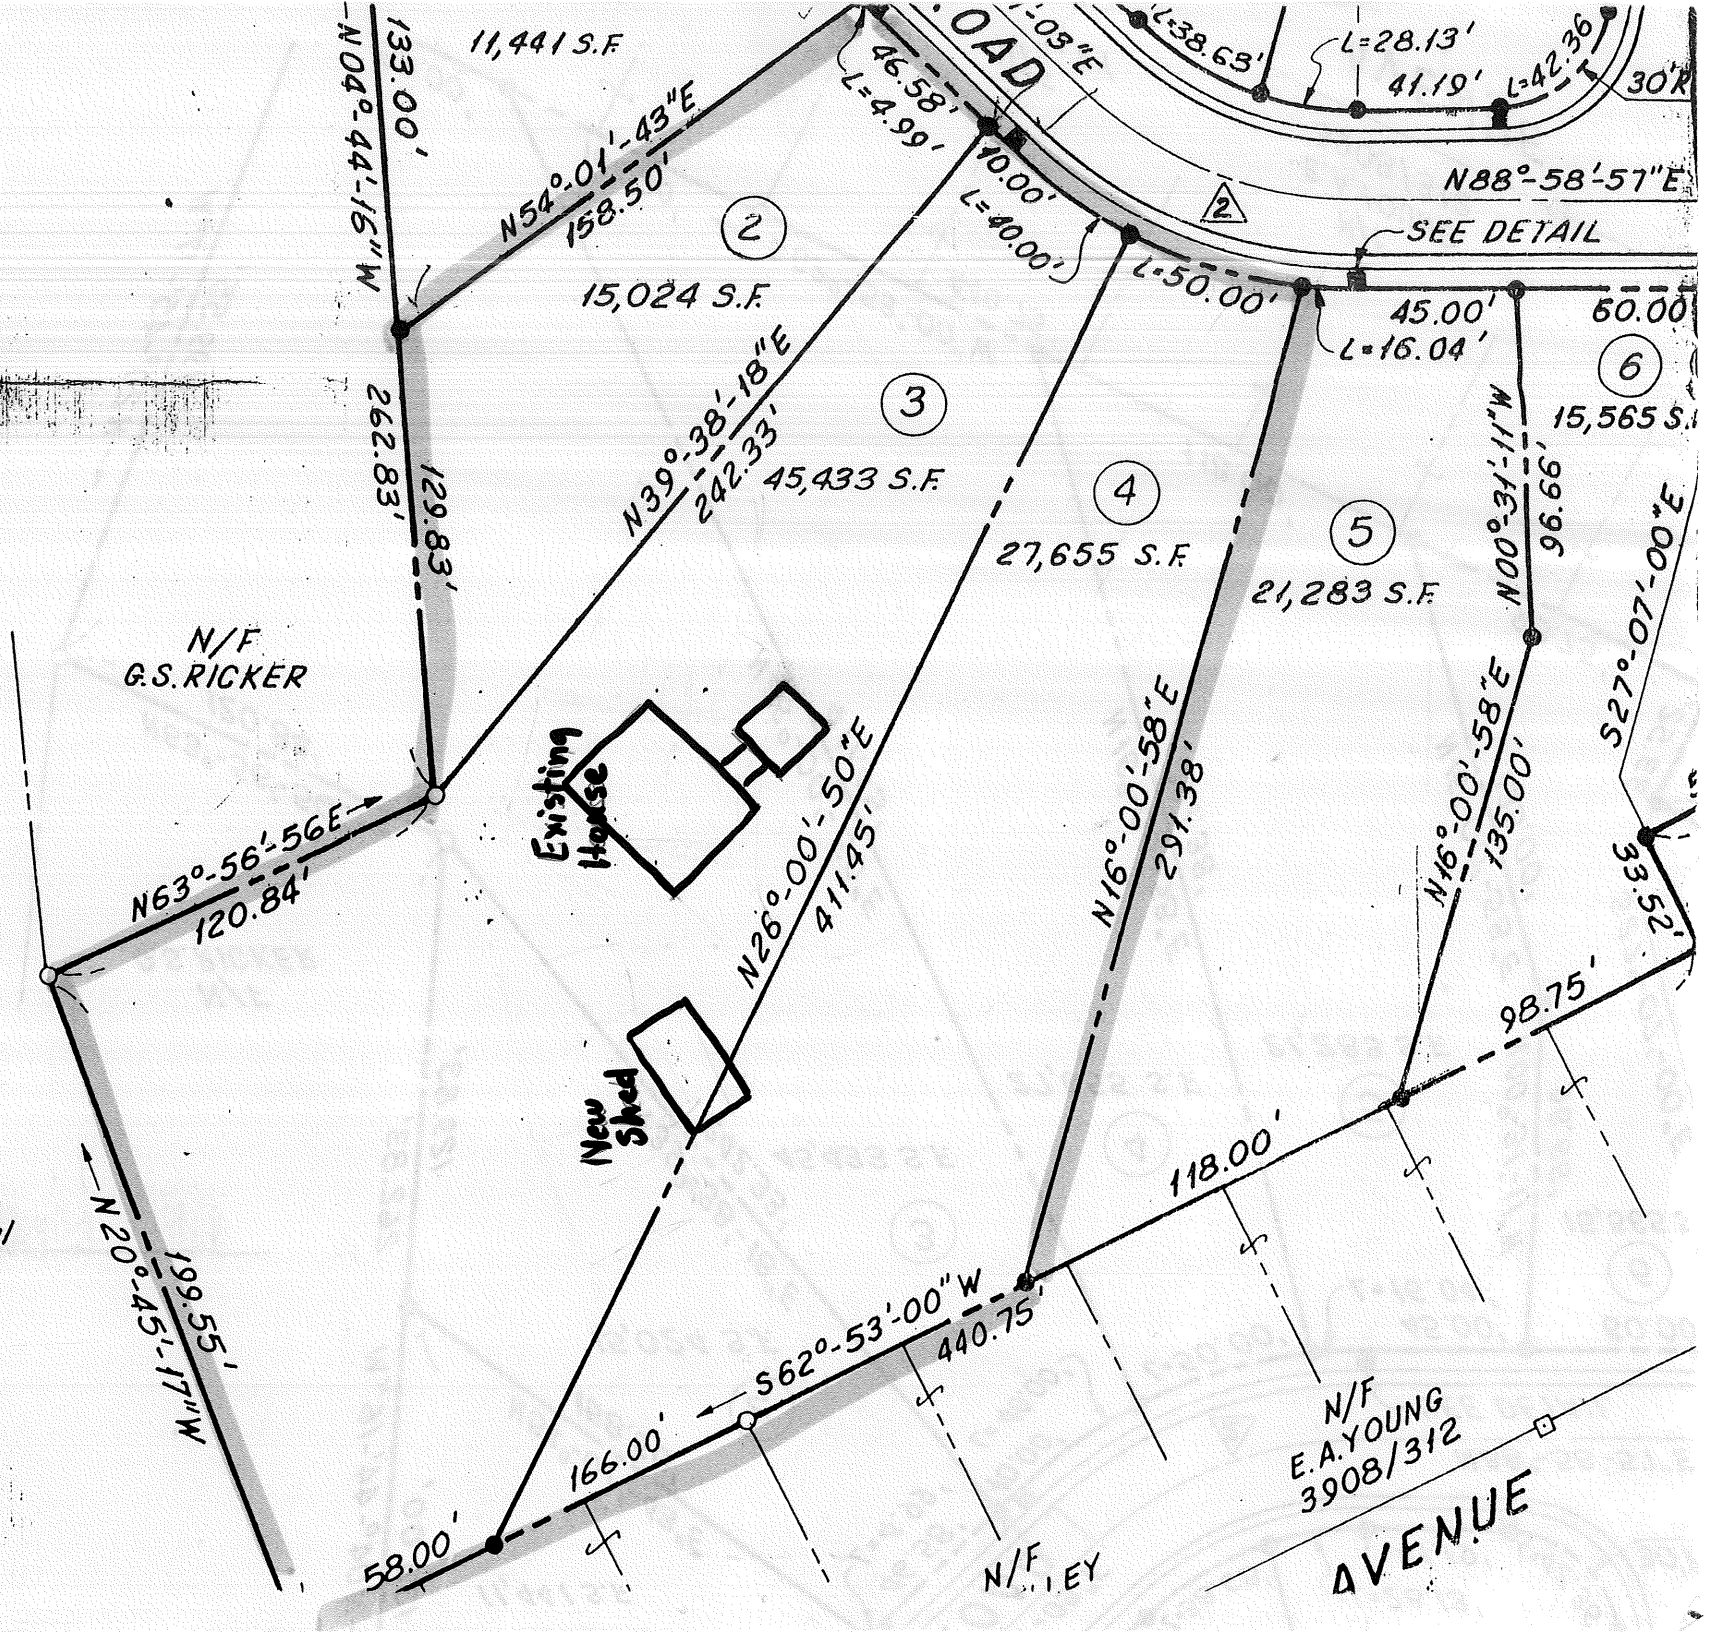 133.00'
N04°-44'-16"W
11,441 S.F.
N54°-01'-43"E
158.50'
46.58'
L=4.99'
OAD
-03"E
L=38.63'
L=28.13'
41.19'
L=42.36
30'R
N88°-58'-57"E
SEE DETAIL
2
10.00'
L=40.00'
L=50.00'
45.00'
L=16.04'
60.00
2
15,024 S.F.
6
15,565 S.
262.83'
129.83'
N39°-38'-18"E
242.33'
3
45,433 S.F.
4
27,655 S.F.
5
21,283 S.F.
N00°-31'-11"W
99.96'
S27°-07'-00"E
N/F
G.S.RICKER
Existing
House
N63°-56'-56E
120.84'
N26°-00'-50"E
411.45'
N16°-00'-58"E
291.38'
N16°-00'-58"E
135.00'
33.52'
98.75'
New
Shed
118.00'
N20°-45'-17"W
199.55'
S62°-53'-00"W
440.75'
166.00'
58.00'
N/F
LEY
N/F
E.A.YOUNG
3908/312
AVENUE